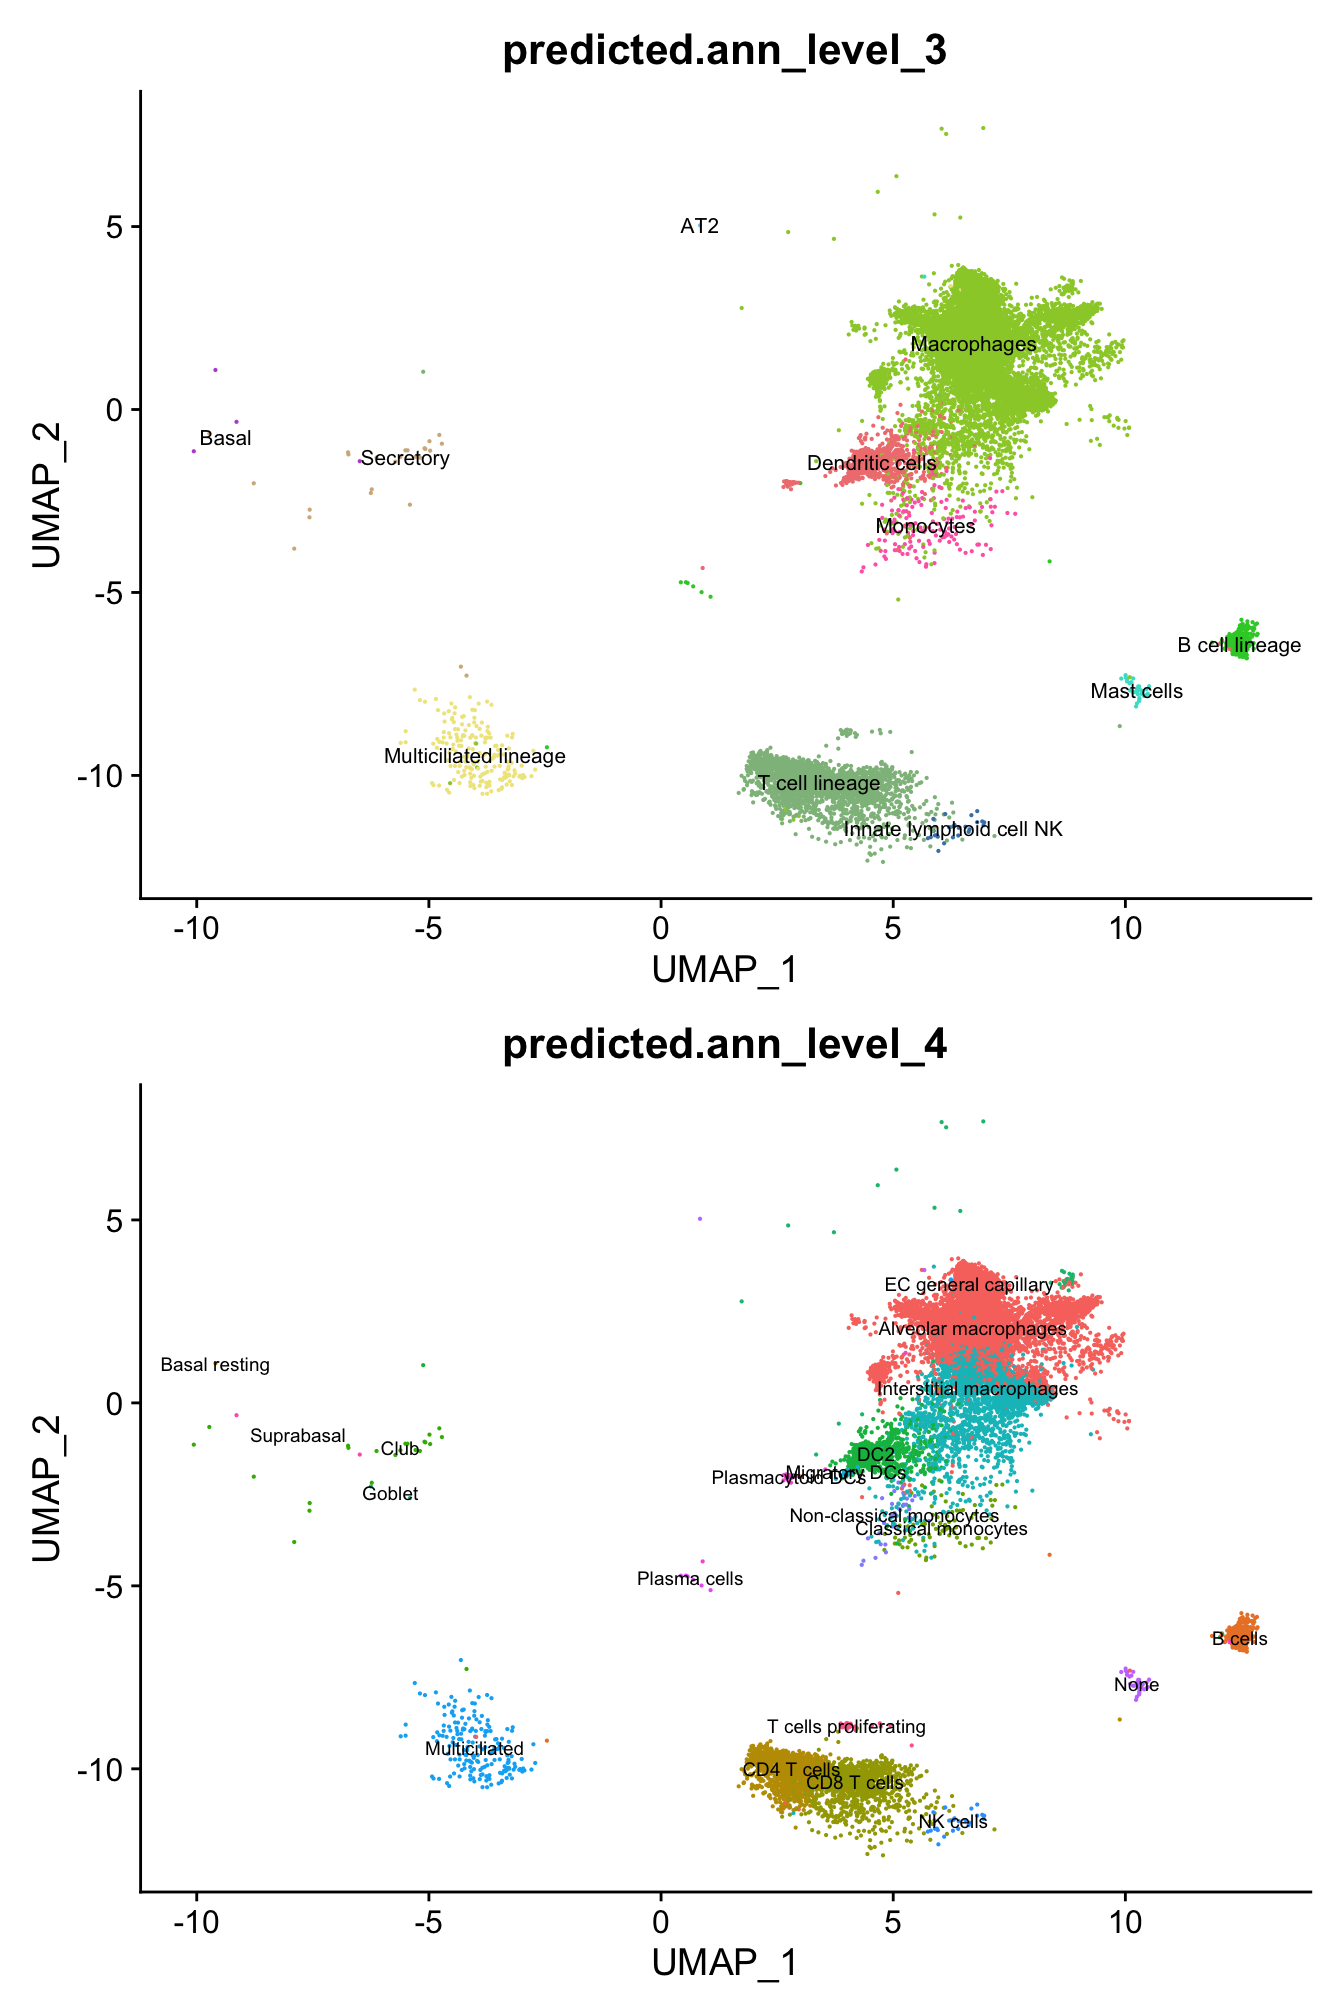 predicted.ann_level_3
UMAP_2
5
0
-5
-10
AT2
Macrophages
Basal
Secretory
Dendritic cells
Monocytes
B cell lineage
Mast cells
Multiciliated lineage
T cell lineage
Innate lymphoid cell NK
-10 -5 0 5 10
UMAP_1
predicted.ann_level_4
UMAP_2
5
0
-5
-10
EC general capillary
Alveolar macrophages
Basal resting
Interstitial macrophages
Suprabasal
Club
DC2
Migratory DCs
Plasmacytoid DCs
Goblet
Non-classical monocytes
Classical monocytes
Plasma cells
B cells
None
T cells proliferating
Multiciliated
CD4 T cells
CD8 T cells
NK cells
-10 -5 0 5 10
UMAP_1